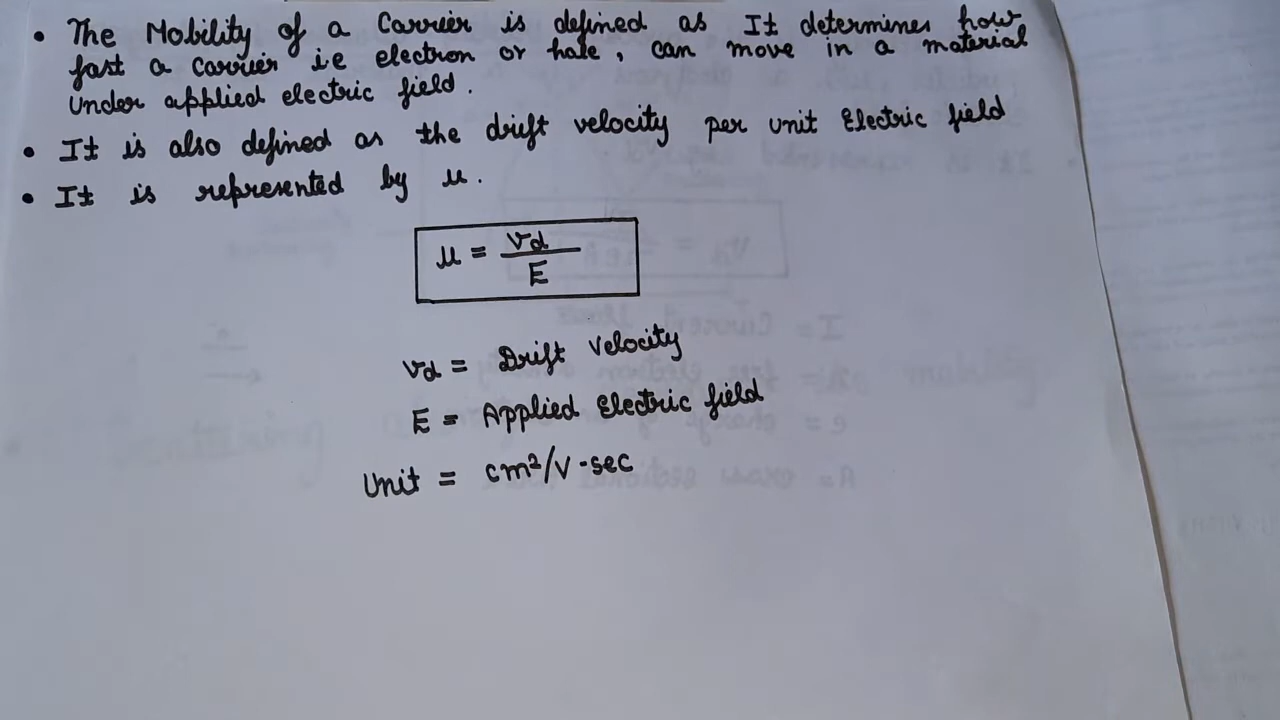 • The Mobility of a Carrier is defined as It determines how
fast a carrier i.e electron or hale, can move in a material
Under applied electric field.
• It is also defined as the drift velocity per unit Electric field
• It is represented by μ.
μ = Vd / E
Vd = Drift Velocity
E = Applied Electric field
Unit = cm²/V-sec